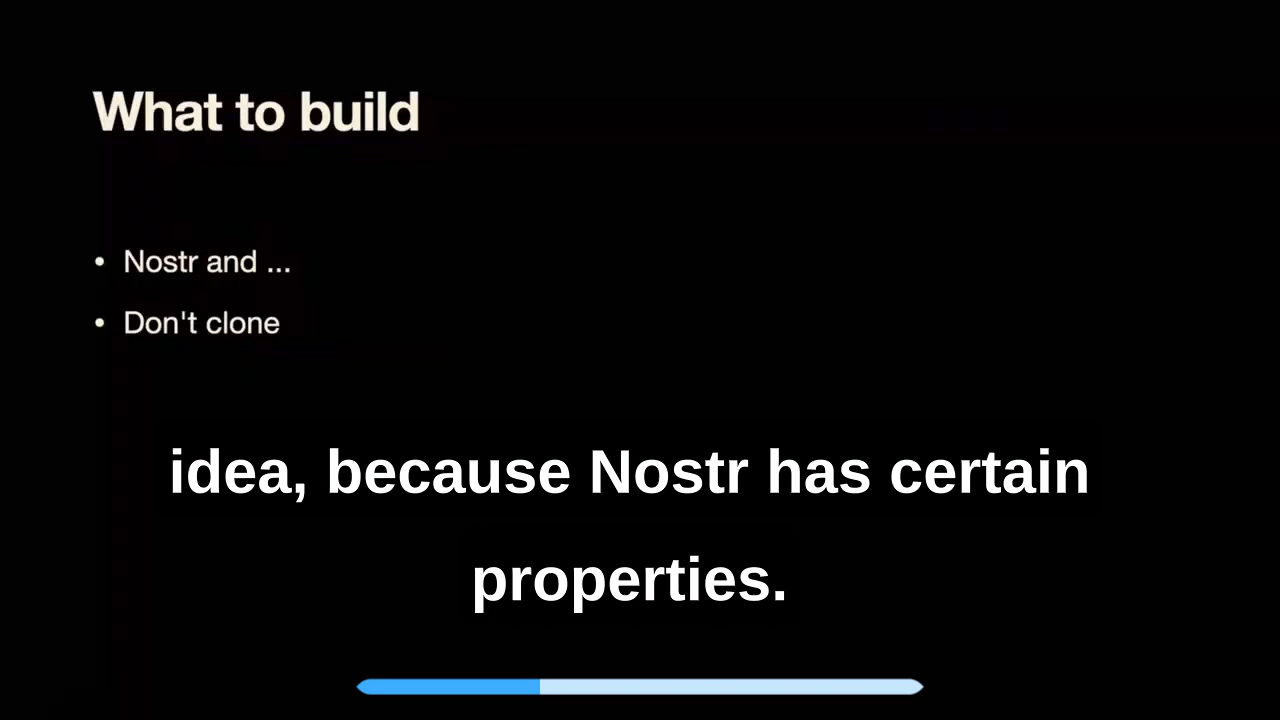 What to build
• Nostr and ...
• Don't clone
idea, because Nostr has certain
properties.